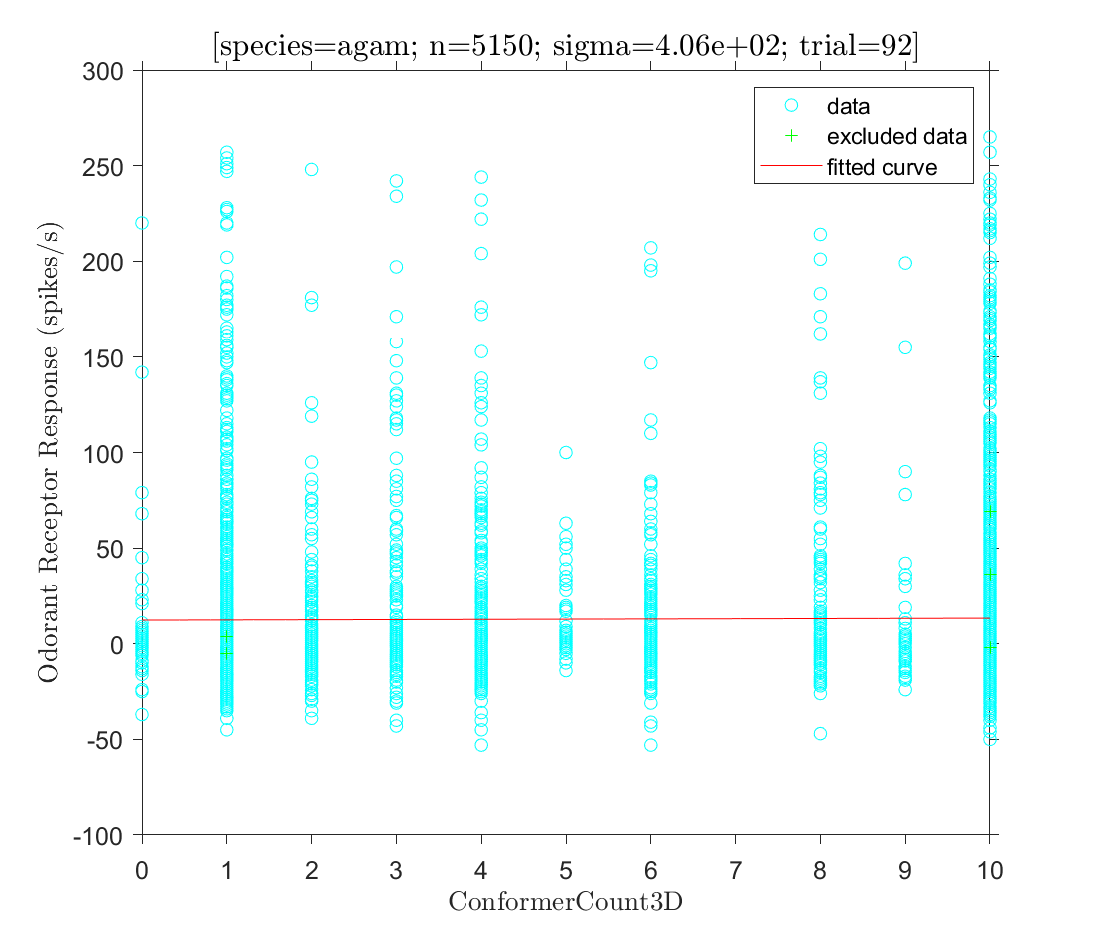 [species=agam; n=5150; sigma=4.06e+02; trial=92]
300
250
200
150
100
50
0
-50
-100
Odorant Receptor Response (spikes/s)
data
excluded data
fitted curve
0 1 2 3 4 5 6 7 8 9 10
ConformerCount3D